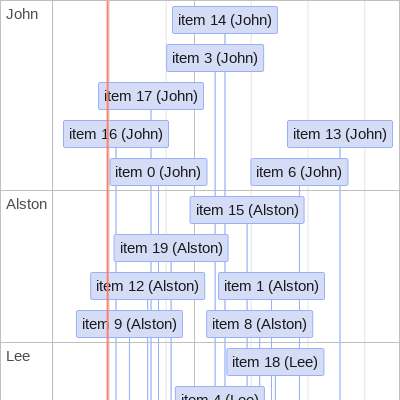 John
item 14 (John)
item 3 (John)
item 17 (John)
item 16 (John)
item 13 (John)
item 0 (John)
item 6 (John)
Alston
item 15 (Alston)
item 19 (Alston)
item 12 (Alston)
item 1 (Alston)
item 9 (Alston)
item 8 (Alston)
Lee
item 18 (Lee)
item 4 (Lee)